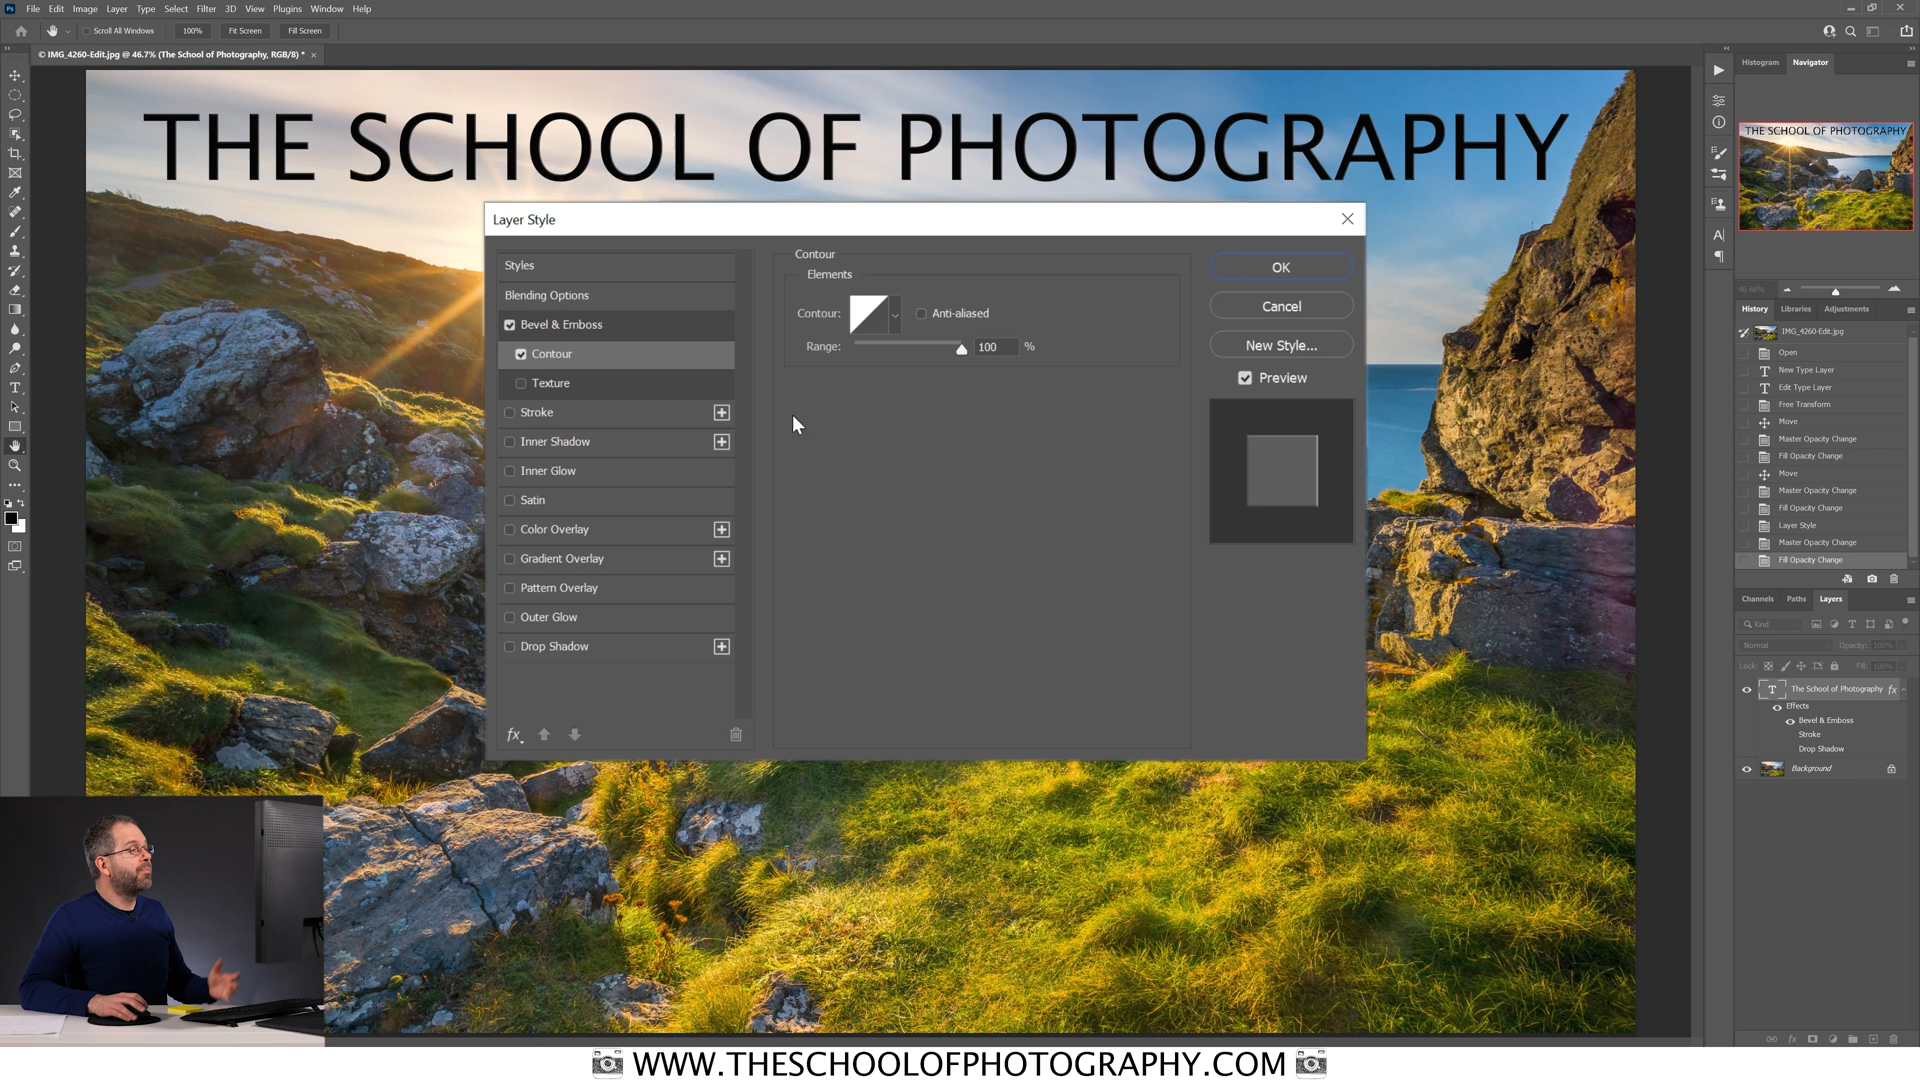 Ps File Edit Image Layer Type Select Filter 3D View Plugins Window Help
Scroll All Windows 100% Fit Screen Fill Screen
© IMG_4260-Edit.jpg @ 46.7% (The School of Photography, RGB/8) * ×
THE SCHOOL OF PHOTOGRAPHY
Layer Style
Styles
Blending Options
Bevel & Emboss
Contour
Texture
Stroke
Inner Shadow
Inner Glow
Satin
Color Overlay
Gradient Overlay
Pattern Overlay
Outer Glow
Drop Shadow
fx
Contour
Elements
Contour: Anti-aliased
Range: 100 %
OK
Cancel
New Style...
Preview
Histogram Navigator
THE SCHOOL OF PHOTOGRAPHY
46.68%
History Libraries Adjustments
IMG_4260-Edit.jpg
Open
New Type Layer
Edit Type Layer
Free Transform
Move
Master Opacity Change
Fill Opacity Change
Move
Master Opacity Change
Fill Opacity Change
Layer Style
Master Opacity Change
Fill Opacity Change
Channels Paths Layers
Kind
Normal Opacity: 100%
Lock: Fill: 100%
The School of Photography fx
Effects
Bevel & Emboss
Stroke
Drop Shadow
Background
fx
WWW.THESCHOOLOFPHOTOGRAPHY.COM